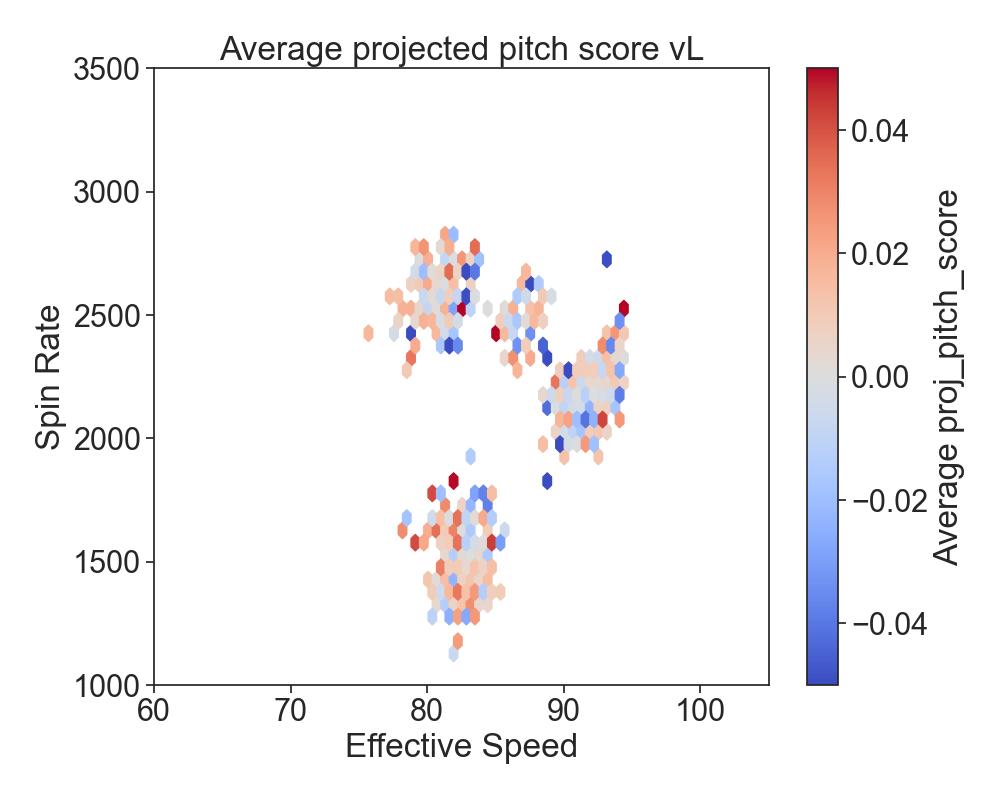 Average projected pitch score vL
3500
3000
2500
2000
1500
1000
Spin Rate
60 70 80 90 100
Effective Speed
0.04
0.02
0.00
−0.02
−0.04
Average proj_pitch_score